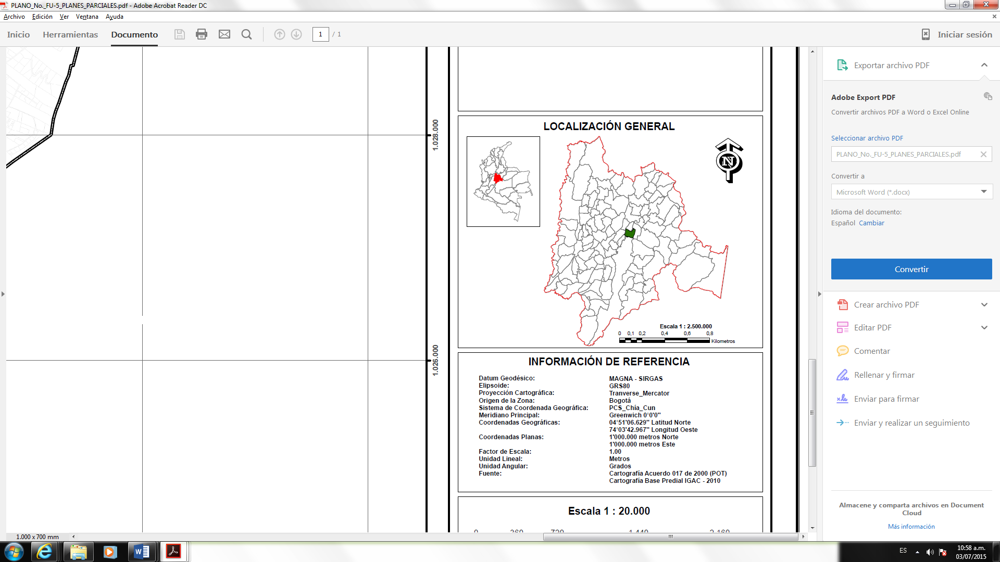 PLANO_No._FU-5_PLANES_PARCIALES.pdf - Adobe Acrobat Reader DC
Archivo Edición Ver Ventana Ayuda
Inicio Herramientas Documento 1 / 1 Iniciar sesión
1.028.000
1.026.000
LOCALIZACIÓN GENERAL
N
Escala 1 : 2.500.000
0 0,1 0,2 0,4 0,6 0,8
Kilometros
INFORMACIÓN DE REFERENCIA
Datum Geodésico: MAGNA - SIRGAS
Elipsoide: GRS80
Proyección Cartográfica: Tranverse_Mercator
Origen de la Zona: Bogotá
Sistema de Coordenada Geográfica: PCS_Chía_Cun
Meridiano Principal: Greenwich 0°0'0"
Coordenadas Geográficas: 04°51'06.629" Latitud Norte
74°03'42.967" Longitud Oeste
Coordenadas Planas: 1'000.000 metros Norte
1'000.000 metros Este
Factor de Escala: 1.00
Unidad Lineal: Metros
Unidad Angular: Grados
Fuente: Cartografía Acuerdo 017 de 2000 (POT)
Cartografía Base Predial IGAC - 2010
Escala 1 : 20.000
0 360 720 1.440 2.160
1.000 x 700 mm
Exportar archivo PDF
Adobe Export PDF
Convertir archivos PDF a Word o Excel Online
Seleccionar archivo PDF
PLANO_No._FU-5_PLANES_PARCIALES.pdf
Convertir a
Microsoft Word (*.docx)
Idioma del documento:
Español Cambiar
Convertir
Crear archivo PDF
Editar PDF
Comentar
Rellenar y firmar
Enviar para firmar
Enviar y realizar un seguimiento
Almacene y comparta archivos en Document
Cloud
Más información
ES
10:58 a.m.
03/07/2015